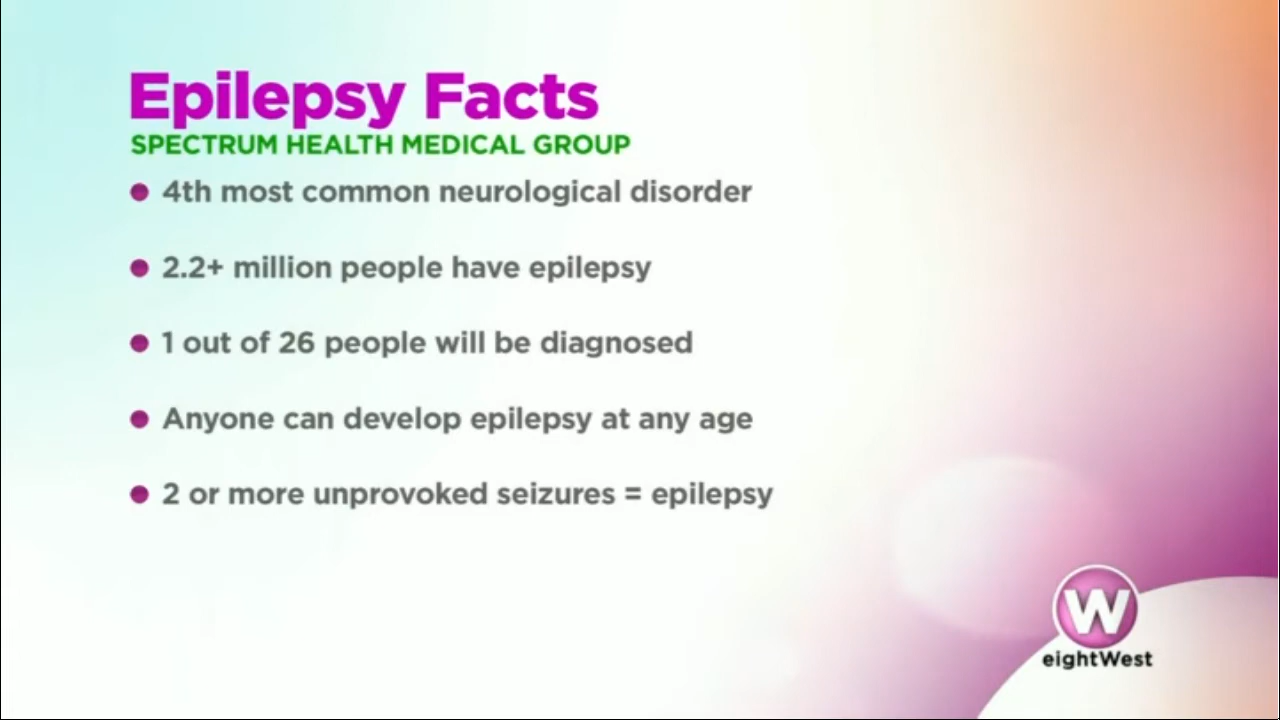 Epilepsy Facts
SPECTRUM HEALTH MEDICAL GROUP
4th most common neurological disorder
2.2+ million people have epilepsy
1 out of 26 people will be diagnosed
Anyone can develop epilepsy at any age
2 or more unprovoked seizures = epilepsy
W
eightWest